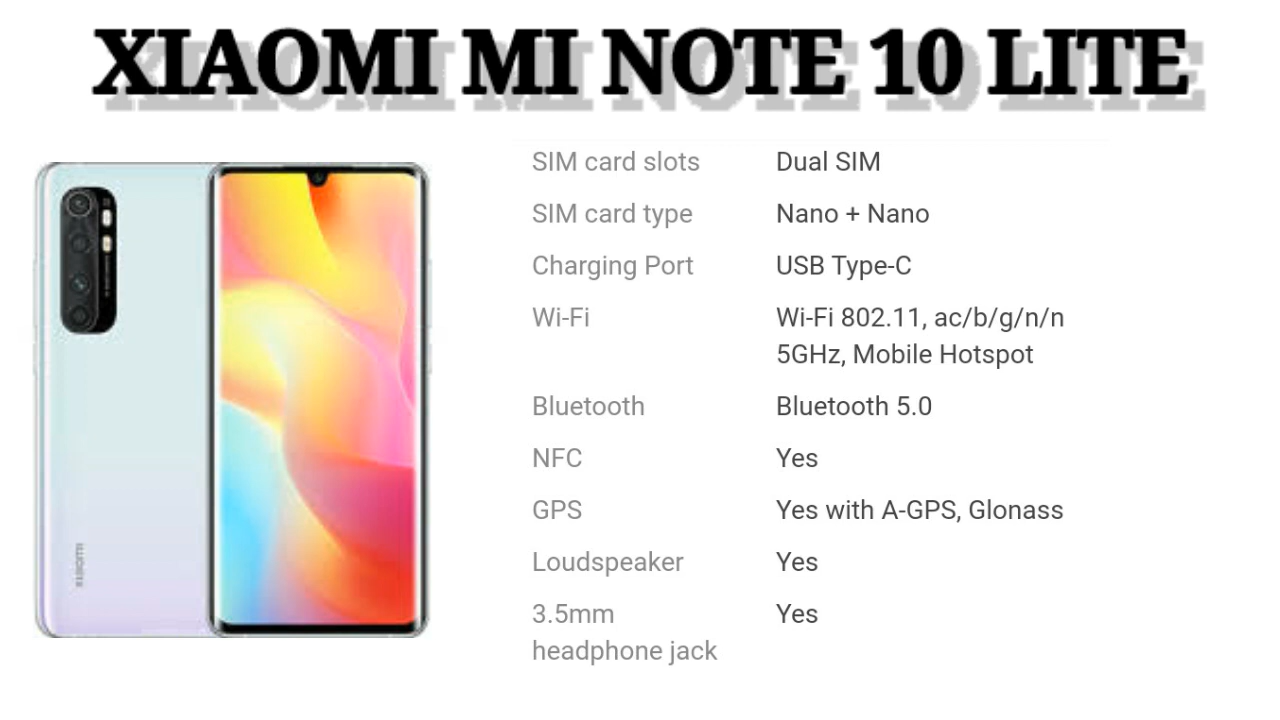 XIAOMI MI NOTE 10 LITE
SIM card slots Dual SIM
SIM card type Nano + Nano
Charging Port USB Type-C
Wi-Fi Wi-Fi 802.11, ac/b/g/n/n
5GHz, Mobile Hotspot
Bluetooth Bluetooth 5.0
NFC Yes
GPS Yes with A-GPS, Glonass
Loudspeaker Yes
3.5mm Yes
headphone jack
xiaomi